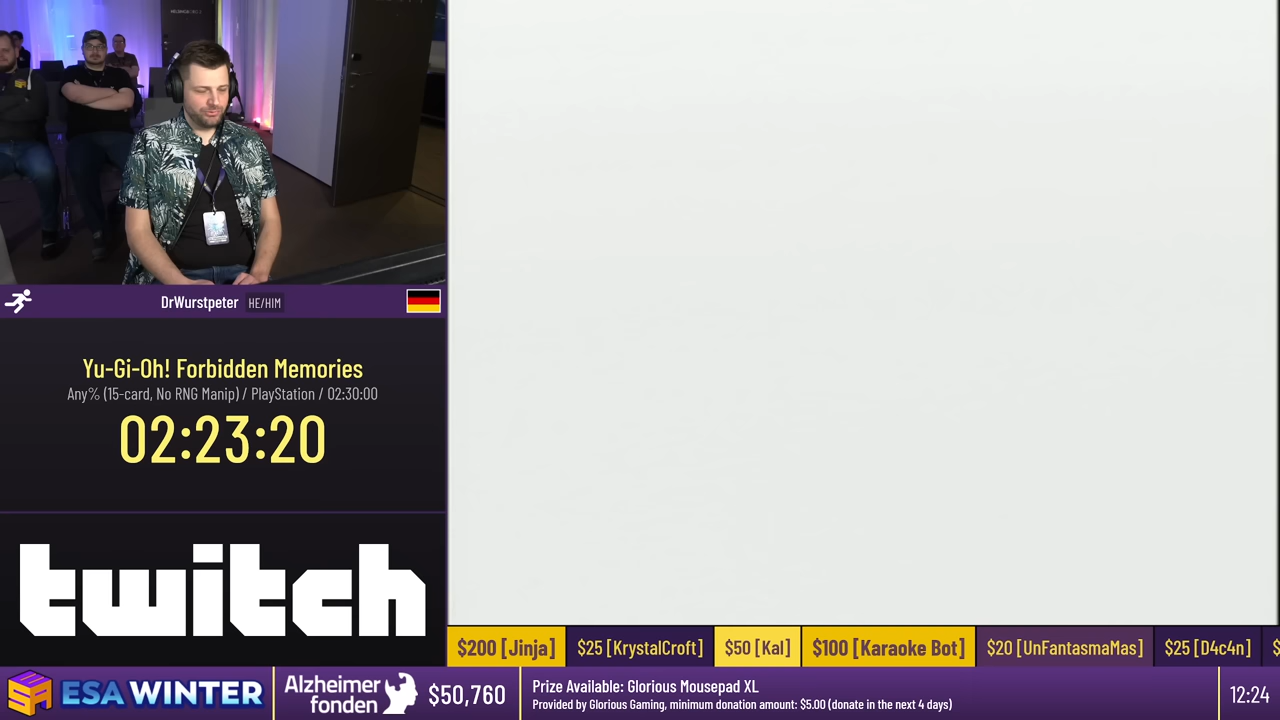 DrWurstpeter HE/HIM
Yu-Gi-Oh! Forbidden Memories
Any% (15-card, No RNG Manip) / PlayStation / 02:30:00
02:23:20
twitch
$200 [Jinja] $25 [KrystalCroft] $50 [Kal] $100 [Karaoke Bot] $20 [UnFantasmaMas] $25 [D4c4n] $
ESA WINTER
Alzheimer
fonden
$50,760
Prize Available: Glorious Mousepad XL
Provided by Glorious Gaming, minimum donation amount: $5.00 (donate in the next 4 days)
12:24